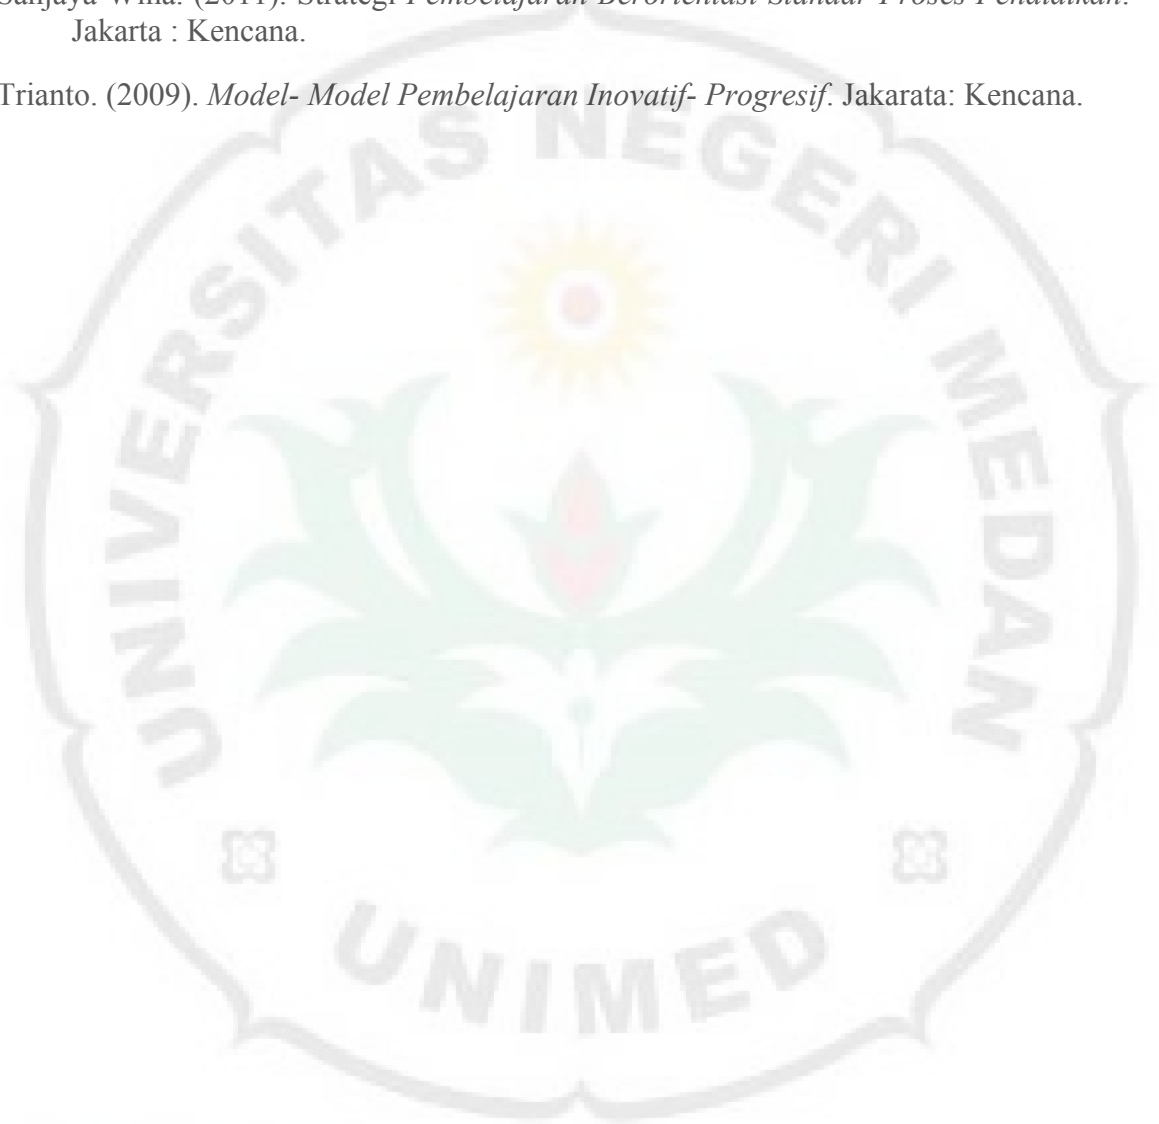 Sanjaya Wina. (2011). Strategi Pembelajaran Berorientasi Standar Proses Pendidikan.
Jakarta : Kencana.
Trianto. (2009). Model- Model Pembelajaran Inovatif- Progresif. Jakarata: Kencana.
UNIVERSITAS NEGERI MEDAN
UNIMED